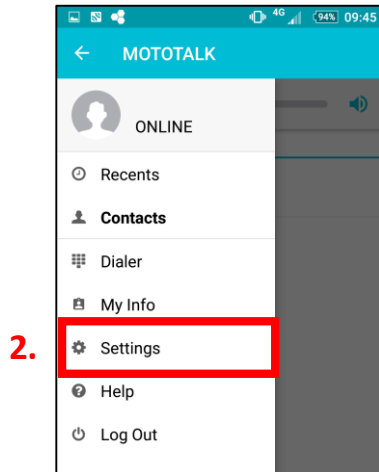 4G 94% 09:45
MOTOTALK
ONLINE
Recents
Contacts
Dialer
My Info
2. Settings
Help
Log Out